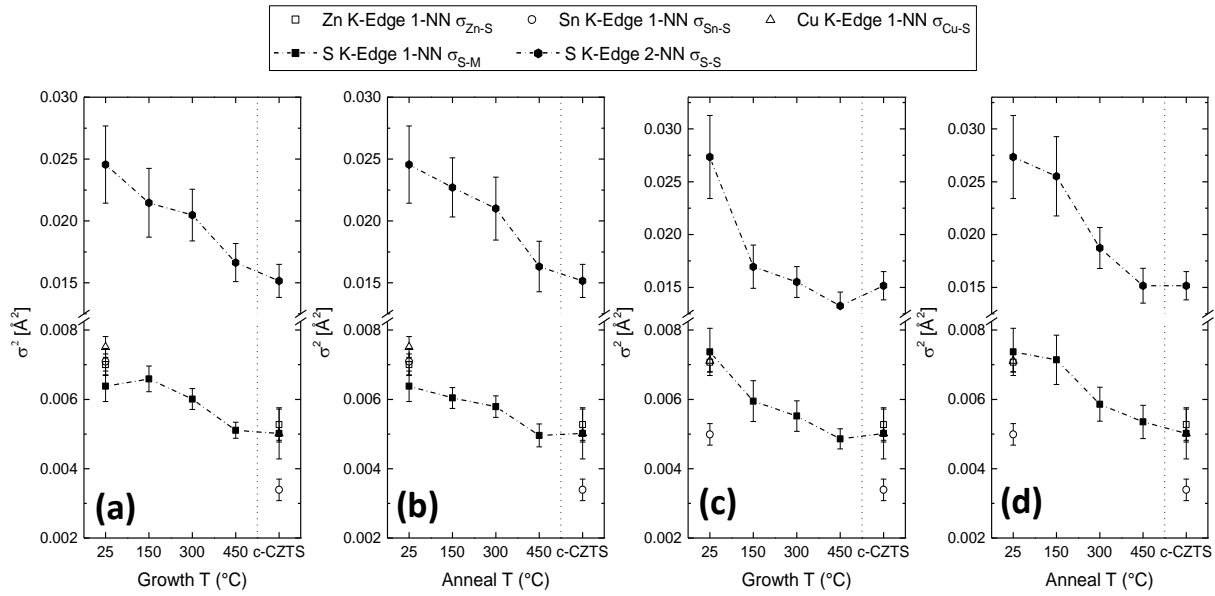 Zn K-Edge 1-NN σZn-S Sn K-Edge 1-NN σSn-S Cu K-Edge 1-NN σCu-S
S K-Edge 1-NN σS-M S K-Edge 2-NN σS-S
0.030
0.025
0.020
0.015
0.008
0.006
0.004
0.002
σ² [Å²]
(a)
25 150 300 450 c-CZTS
Growth T (°C)
0.030
0.025
0.020
0.015
0.008
0.006
0.004
0.002
σ² [Å²]
(b)
25 150 300 450 c-CZTS
Anneal T (°C)
0.030
0.025
0.020
0.015
0.008
0.006
0.004
0.002
σ² [Å²]
(c)
25 150 300 450 c-CZTS
Growth T (°C)
0.030
0.025
0.020
0.015
0.008
0.006
0.004
0.002
σ² [Å²]
(d)
25 150 300 450 c-CZTS
Anneal T (°C)